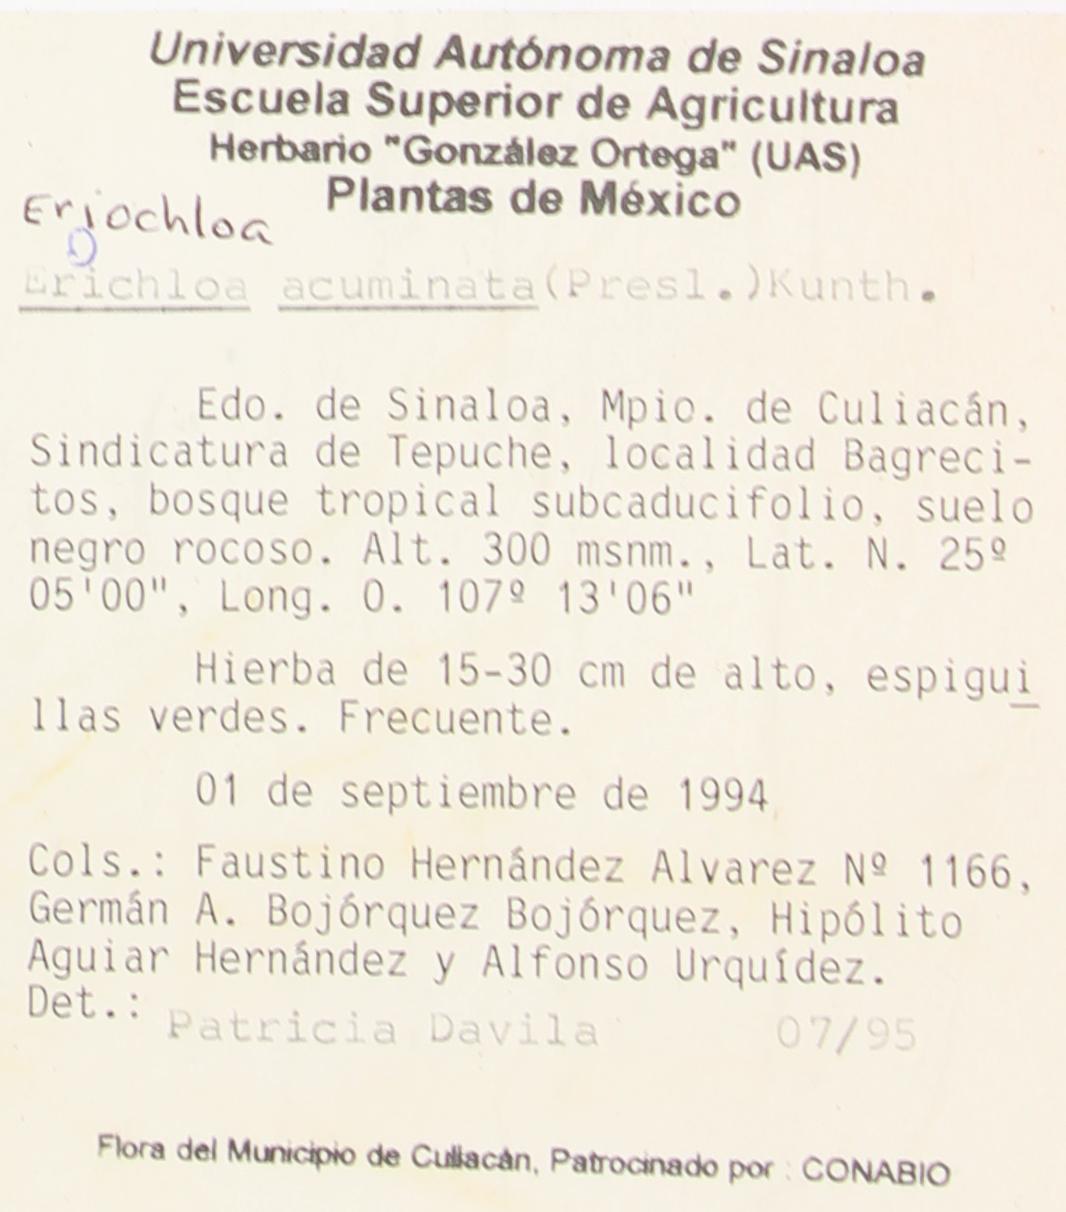 Universidad Autónoma de Sinaloa
Escuela Superior de Agricultura
Herbario "González Ortega" (UAS)
Plantas de México
Eriochloa
Erichloa acuminata(Presl.)Kunth.
Edo. de Sinaloa, Mpio. de Culiacán,
Sindicatura de Tepuche, localidad Bagreci-
tos, bosque tropical subcaducifolio, suelo
negro rocoso. Alt. 300 msnm., Lat. N. 25º
05'00", Long. O. 107º 13'06"
Hierba de 15-30 cm de alto, espigui
llas verdes. Frecuente.
01 de septiembre de 1994
Cols.: Faustino Hernández Alvarez Nº 1166,
Germán A. Bojórquez Bojórquez, Hipólito
Aguiar Hernández y Alfonso Urquídez.
Det.: Patricia Davila 07/95
Flora del Municipio de Culiacán, Patrocinado por : CONABIO